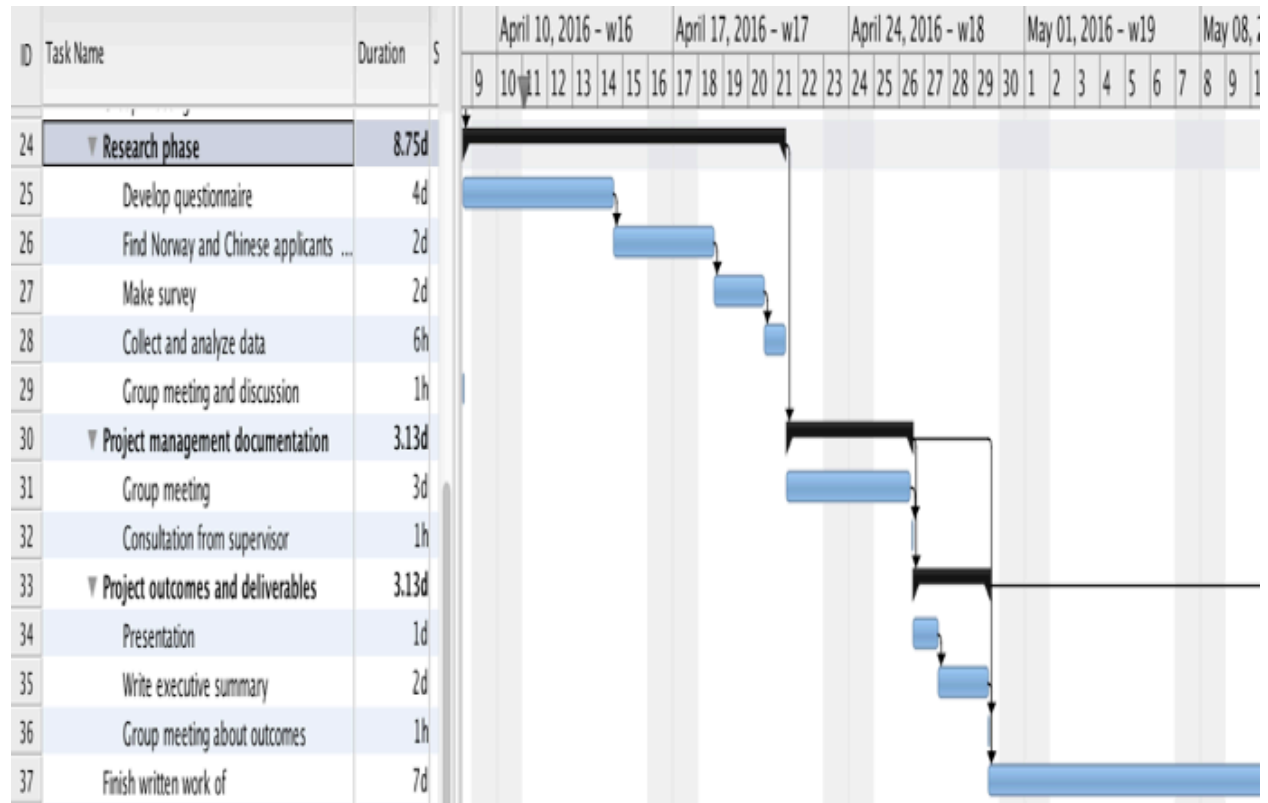 April 10, 2016 – w16 April 17, 2016 – w17 April 24, 2016 – w18 May 01, 2016 – w19 May 08, 2
ID Task Name Duration S
9 10 11 12 13 14 15 16 17 18 19 20 21 22 23 24 25 26 27 28 29 30 1 2 3 4 5 6 7 8 9 1
24 Research phase 8.75d
25 Develop questionnaire 4d
26 Find Norway and Chinese applicants ... 2d
27 Make survey 2d
28 Collect and analyze data 6h
29 Group meeting and discussion 1h
30 Project management documentation 3.13d
31 Group meeting 3d
32 Consultation from supervisor 1h
33 Project outcomes and deliverables 3.13d
34 Presentation 1d
35 Write executive summary 2d
36 Group meeting about outcomes 1h
37 Finish written work of 7d